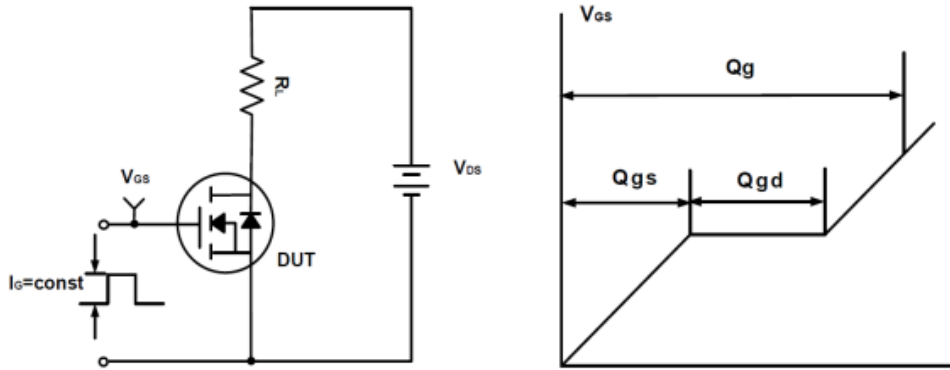 RL
VGS
VDS
DUT
IG=const
VGS
Qg
Qgs
Qgd